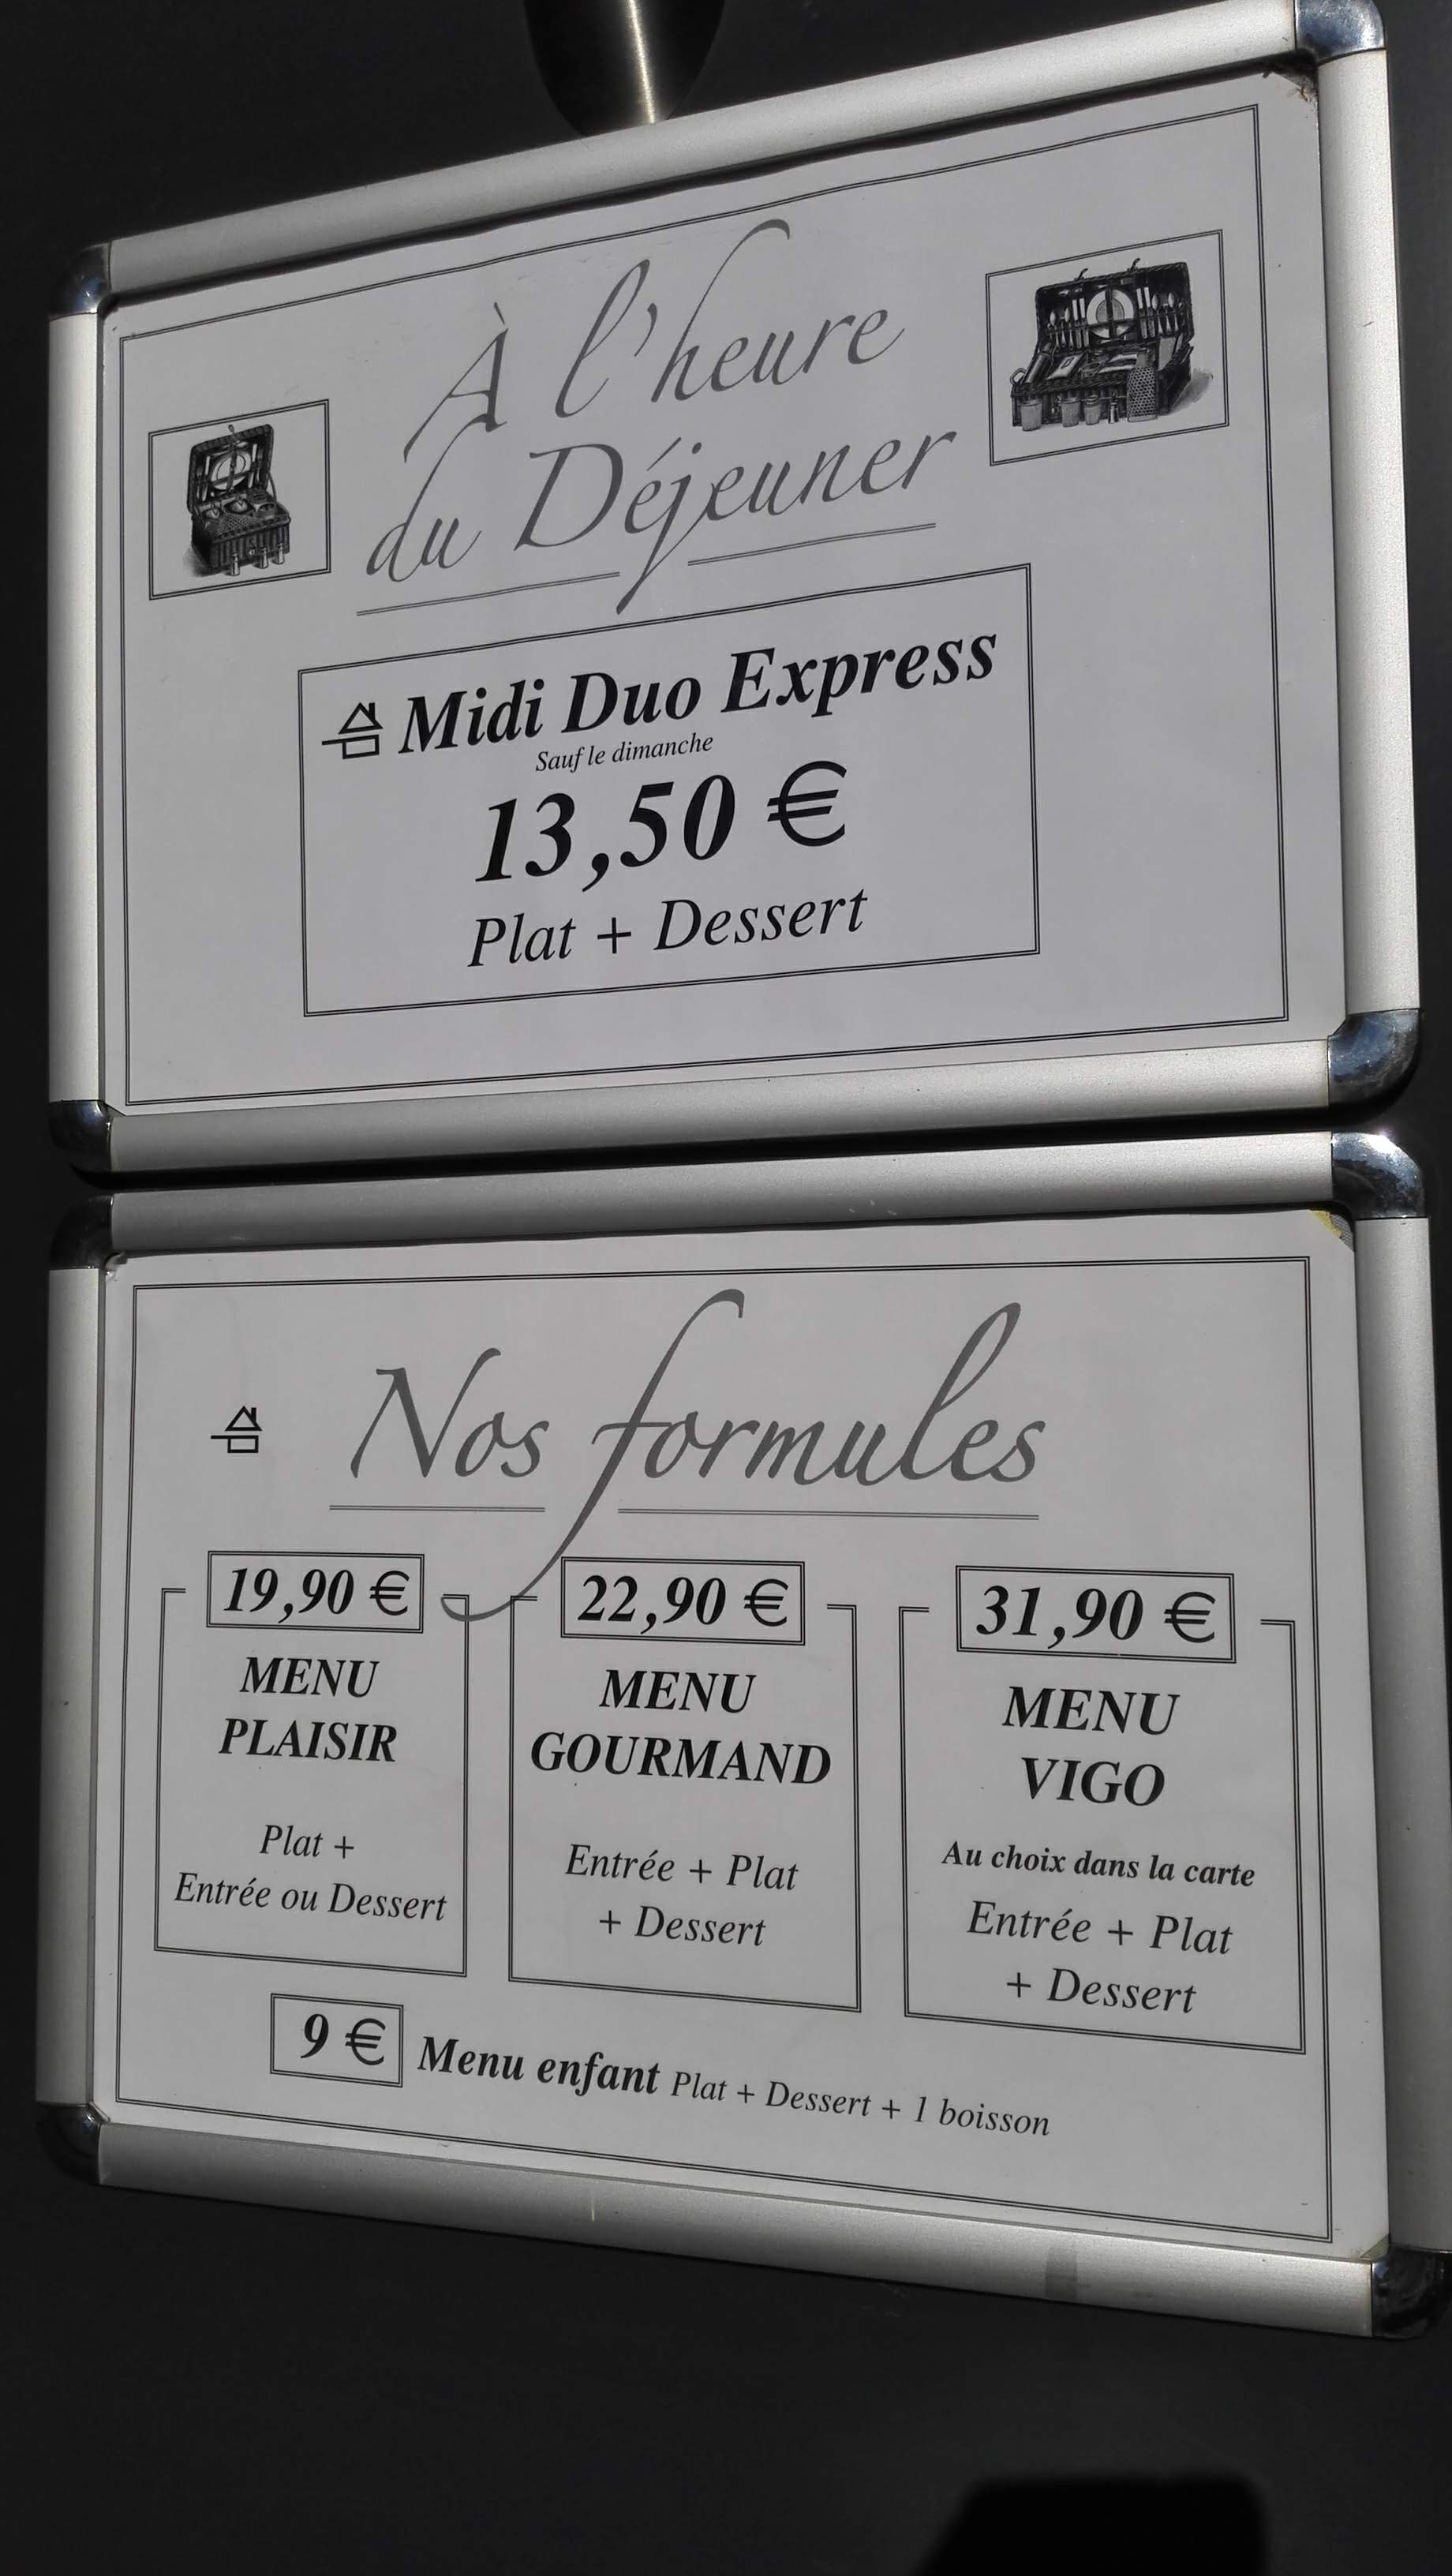 À l'heure
du Déjeuner
Midi Duo Express
Sauf le dimanche
13,50 €
Plat + Dessert
Nos formules
19,90 €
MENU
PLAISIR
Plat +
Entrée ou Dessert
22,90 €
MENU
GOURMAND
Entrée + Plat
+ Dessert
31,90 €
MENU
VIGO
Au choix dans la carte
Entrée + Plat
+ Dessert
9 € Menu enfant Plat + Dessert + 1 boisson